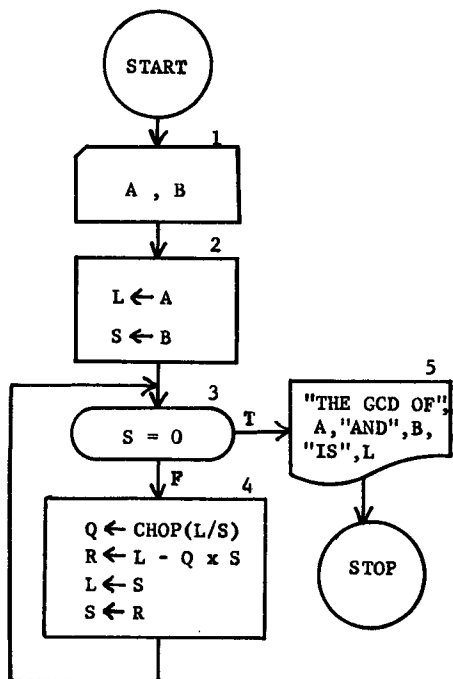 START
1
A , B
2
L ← A
S ← B
3
S = 0
T
F
4
Q ← CHOP(L/S)
R ← L - Q x S
L ← S
S ← R
5
"THE GCD OF",
A,"AND",B,
"IS",L
STOP